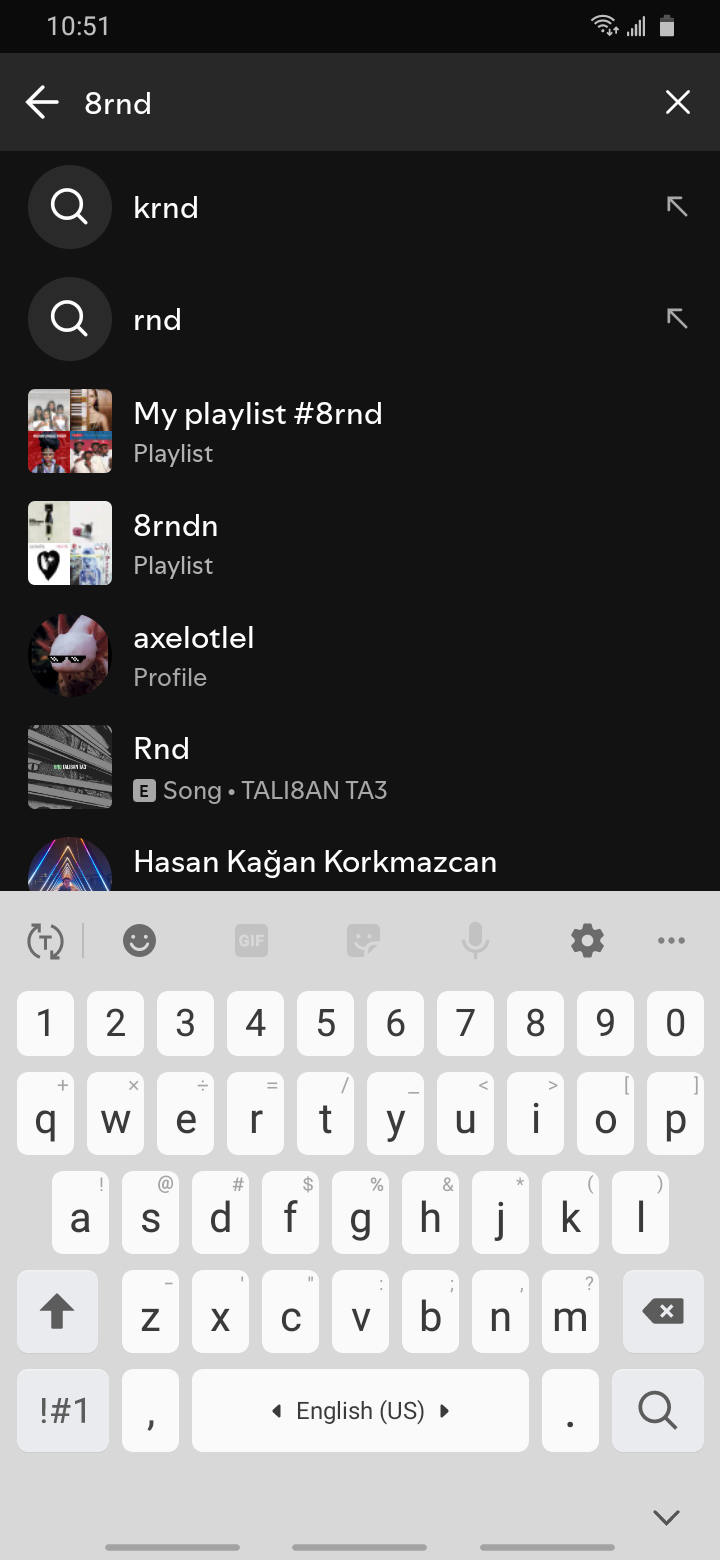 10:51
8rnd
krnd
rnd
My playlist #8rnd
Playlist
8rndn
Playlist
axelotlel
Profile
Rnd
E Song • TALI8AN TA3
Hasan Kağan Korkmazcan
T GIF
1 2 3 4 5 6 7 8 9 0
+ × ÷ = / _ < > [ ]
q w e r t y u i o p
! @ # $ % & * ( )
a s d f g h j k l
- ' " : ; , ?
z x c v b n m
!#1 , English (US) .